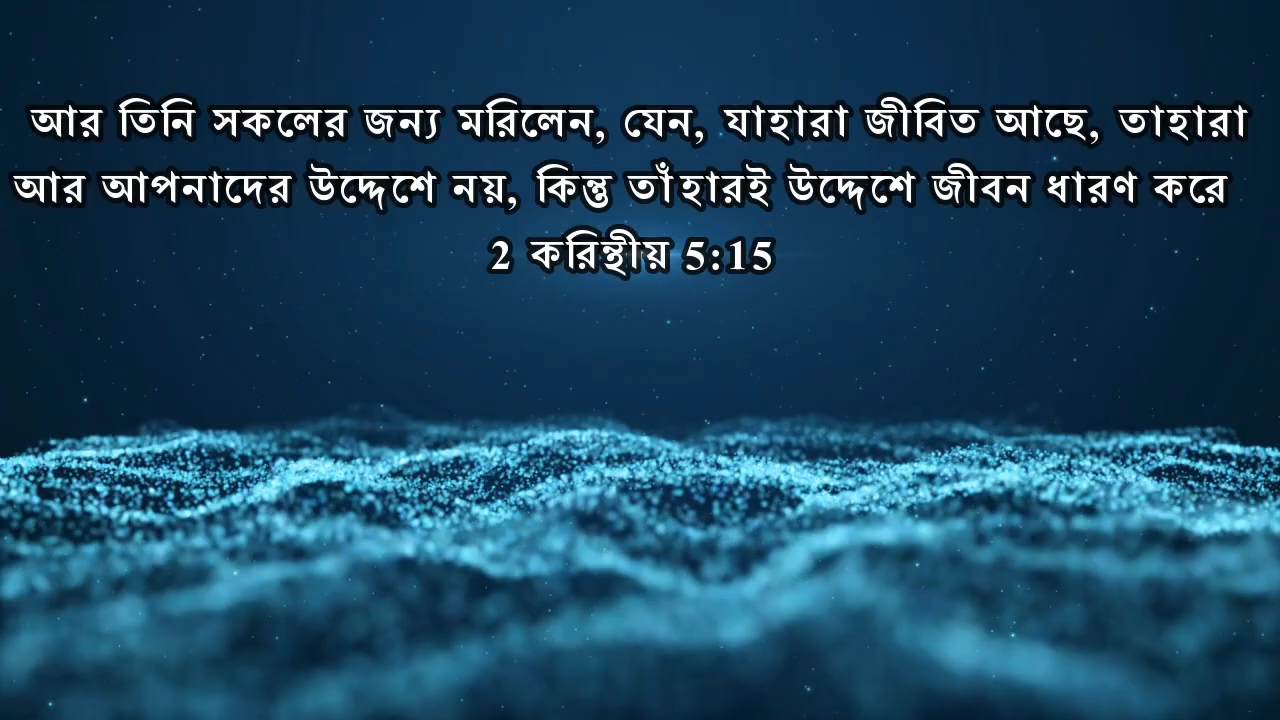 আর তিনি সকলের জন্য মরিলেন, যেন, যাহারা জীবিত আছে, তাহারা
আর আপনাদের উদ্দেশে নয়, কিন্তু তাঁহারই উদ্দেশে জীবন ধারণ করে
2 করিন্থীয় 5:15